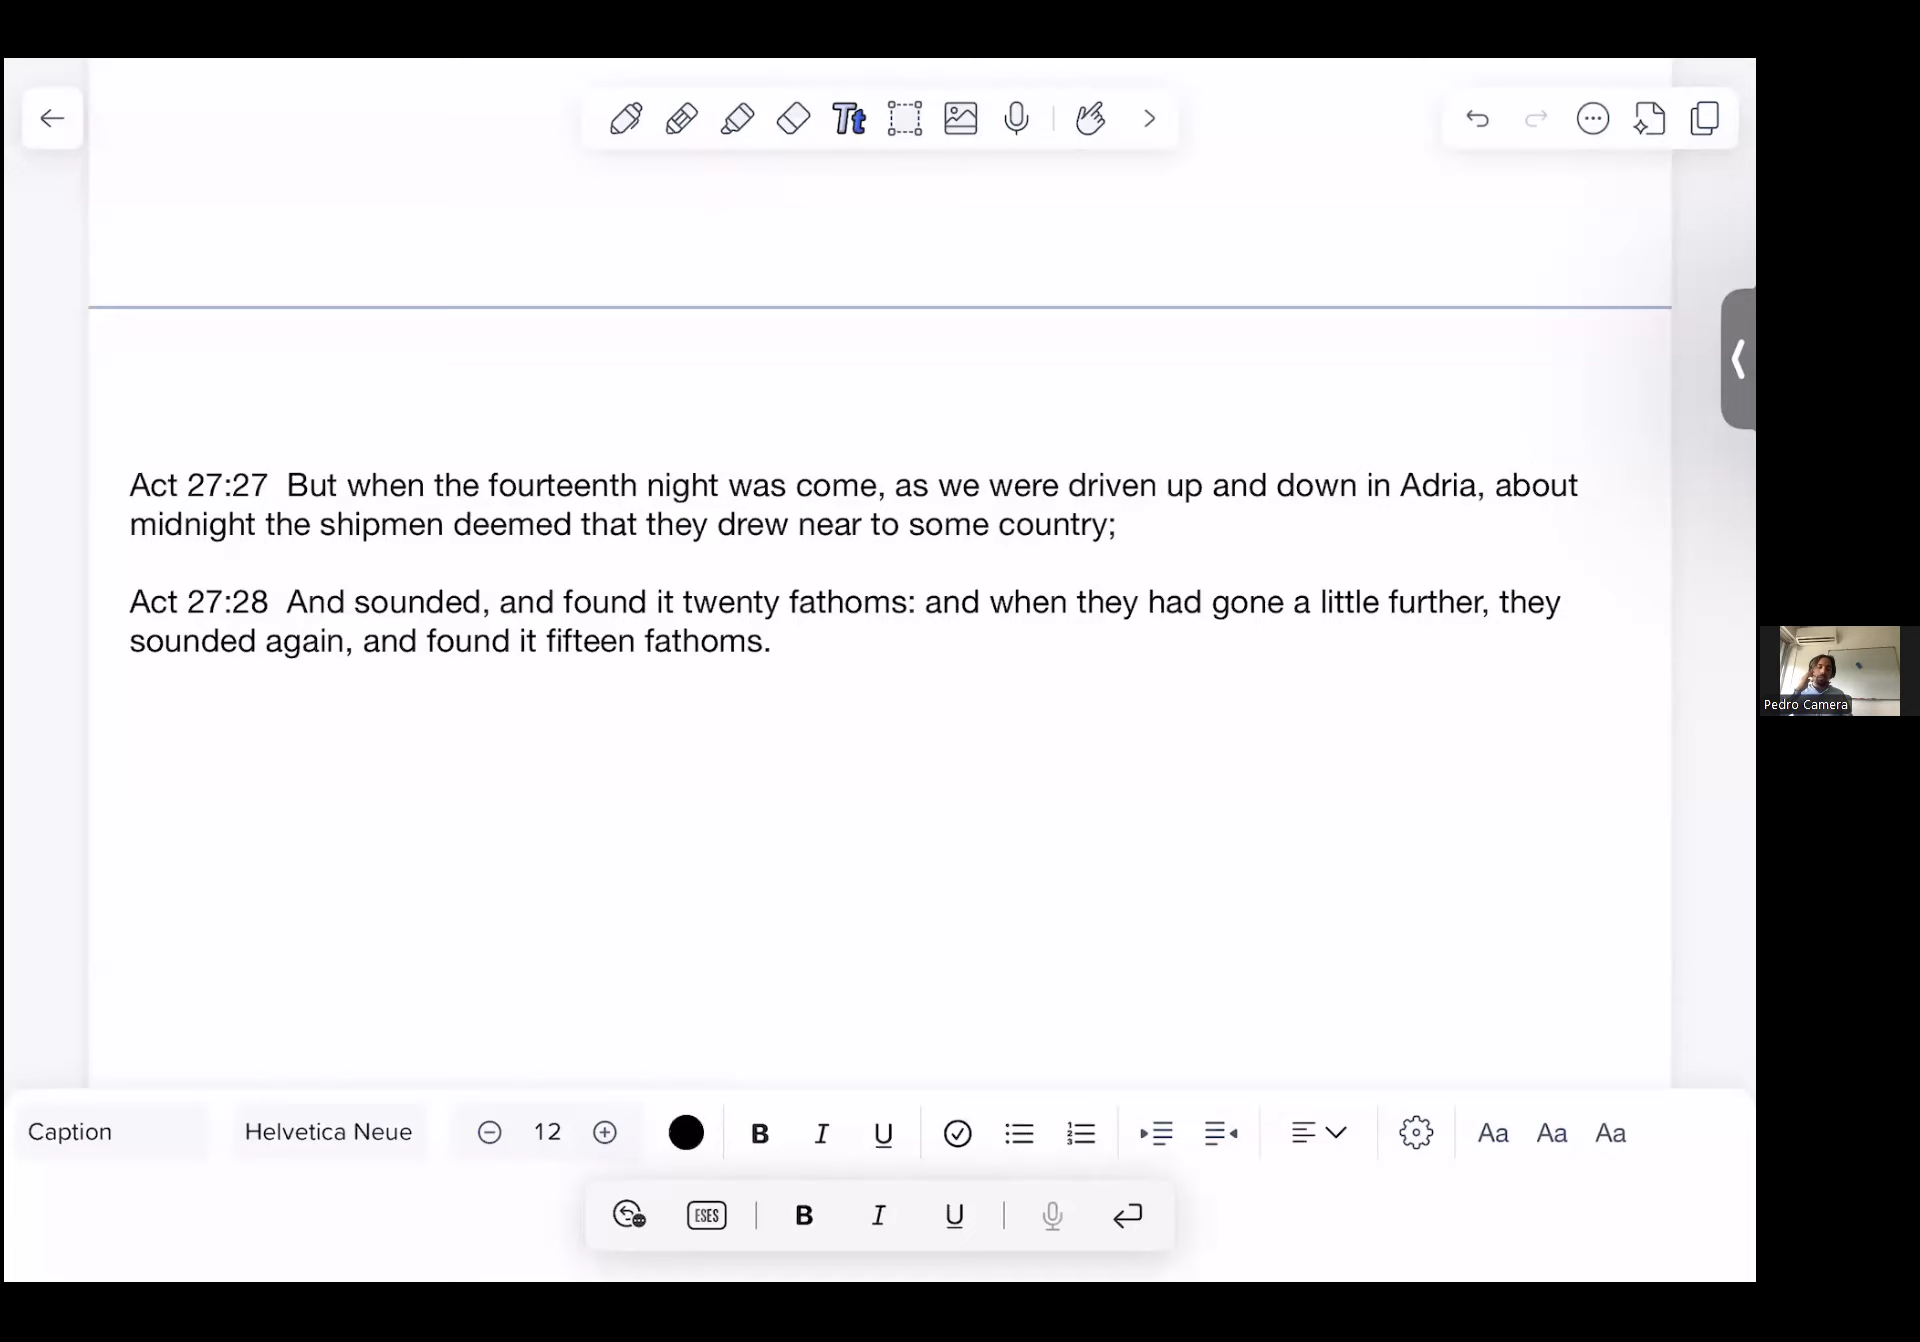 Tt
Act 27:27  But when the fourteenth night was come, as we were driven up and down in Adria, about
midnight the shipmen deemed that they drew near to some country;
Act 27:28  And sounded, and found it twenty fathoms: and when they had gone a little further, they
sounded again, and found it fifteen fathoms.
Pedro Camera
Caption Helvetica Neue 12 B I U Aa Aa Aa
ESES B I U